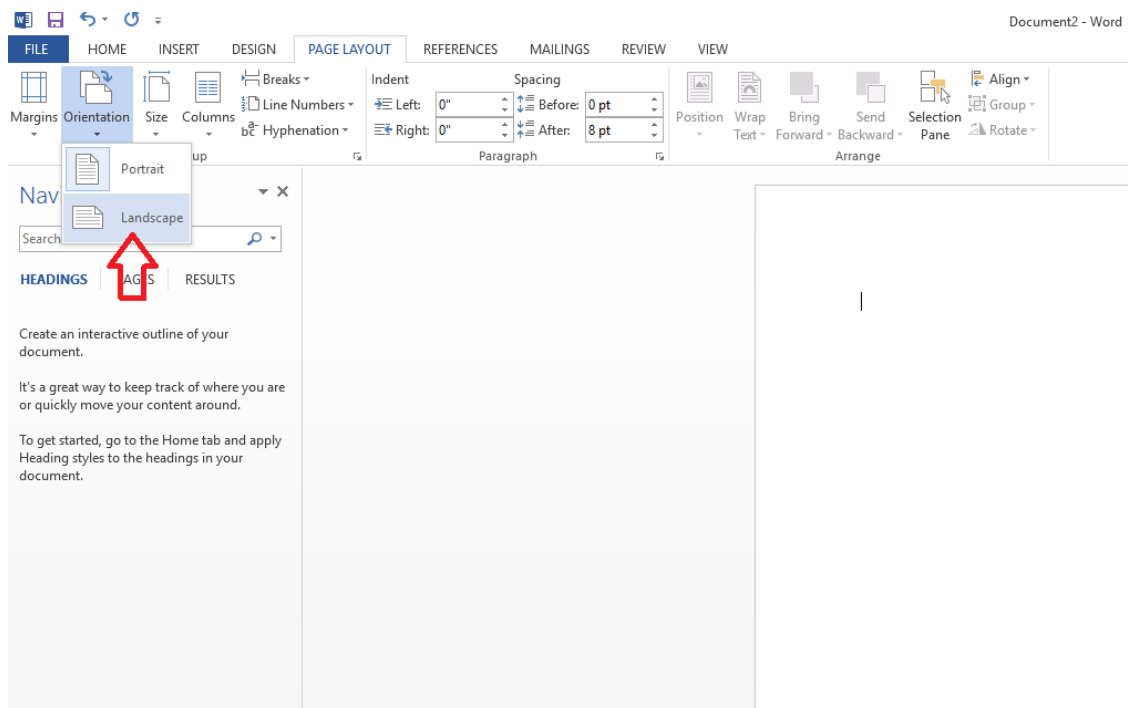 Document2 - Word
FILE HOME INSERT DESIGN PAGE LAYOUT REFERENCES MAILINGS REVIEW VIEW
Margins Orientation Size Columns
Breaks
Line Numbers
Hyphenation
Indent Spacing
Left: 0" Before: 0 pt
Right: 0" After: 8 pt
Paragraph
Position Wrap Text Bring Forward Send Backward Selection Pane
Align
Group
Rotate
Arrange
up
Portrait
Landscape
Nav
Search
HEADINGS AGES RESULTS
Create an interactive outline of your
document.
It's a great way to keep track of where you are
or quickly move your content around.
To get started, go to the Home tab and apply
Heading styles to the headings in your
document.